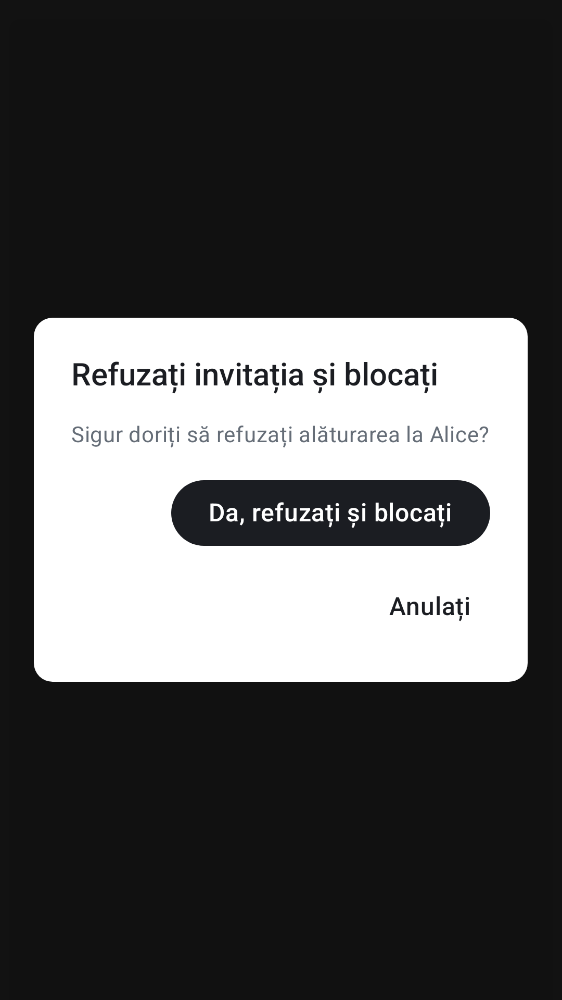 Refuzați invitația și blocați
Sigur doriți să refuzați alăturarea la Alice?
Da, refuzați și blocați
Anulați